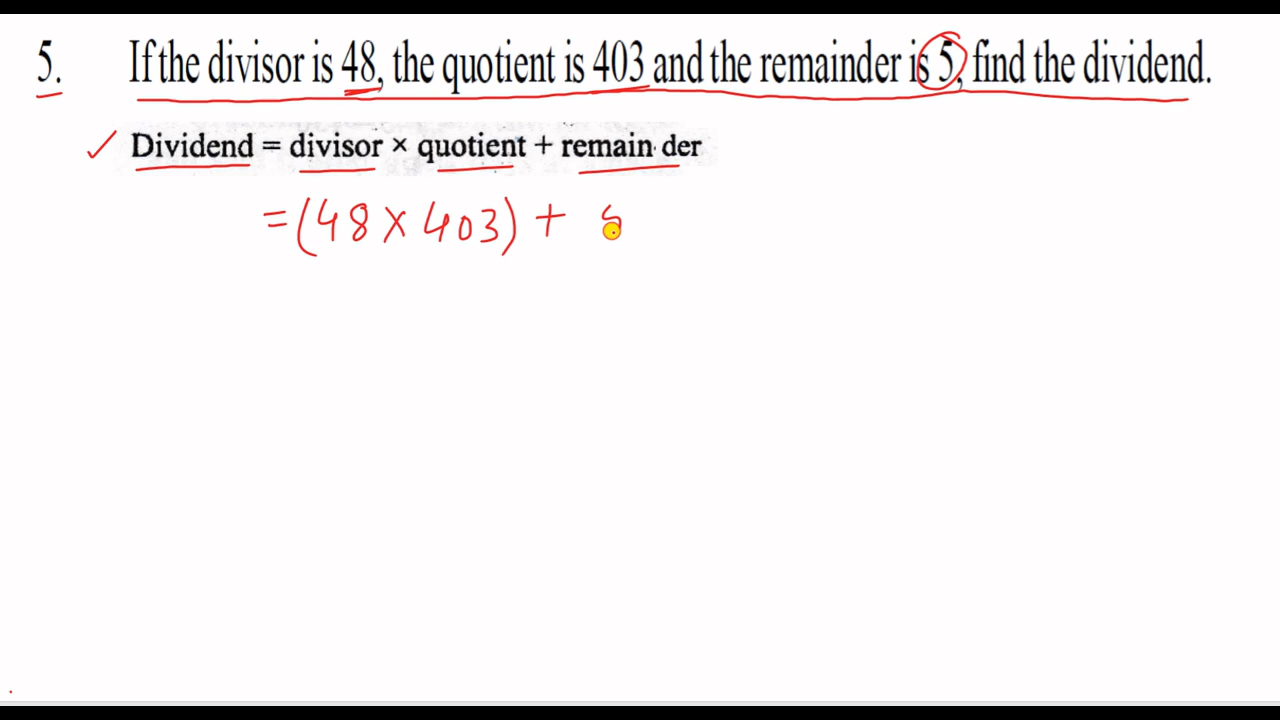 5. If the divisor is 48, the quotient is 403 and the remainder is 5, find the dividend.
Dividend = divisor × quotient + remain der
= (48 × 403) + 5